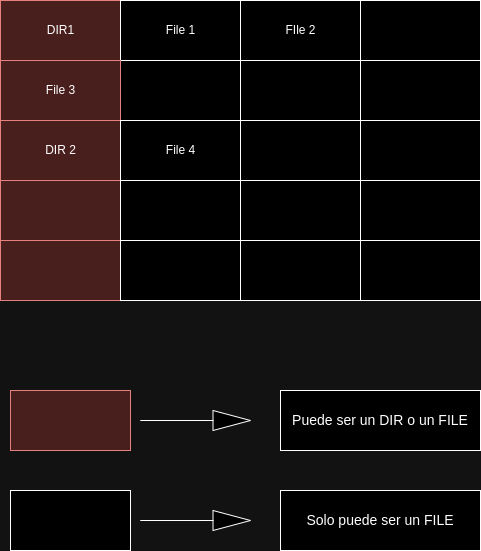 DIR1 File 1 FIle 2
File 3
DIR 2 File 4
Puede ser un DIR o un FILE
Solo puede ser un FILE